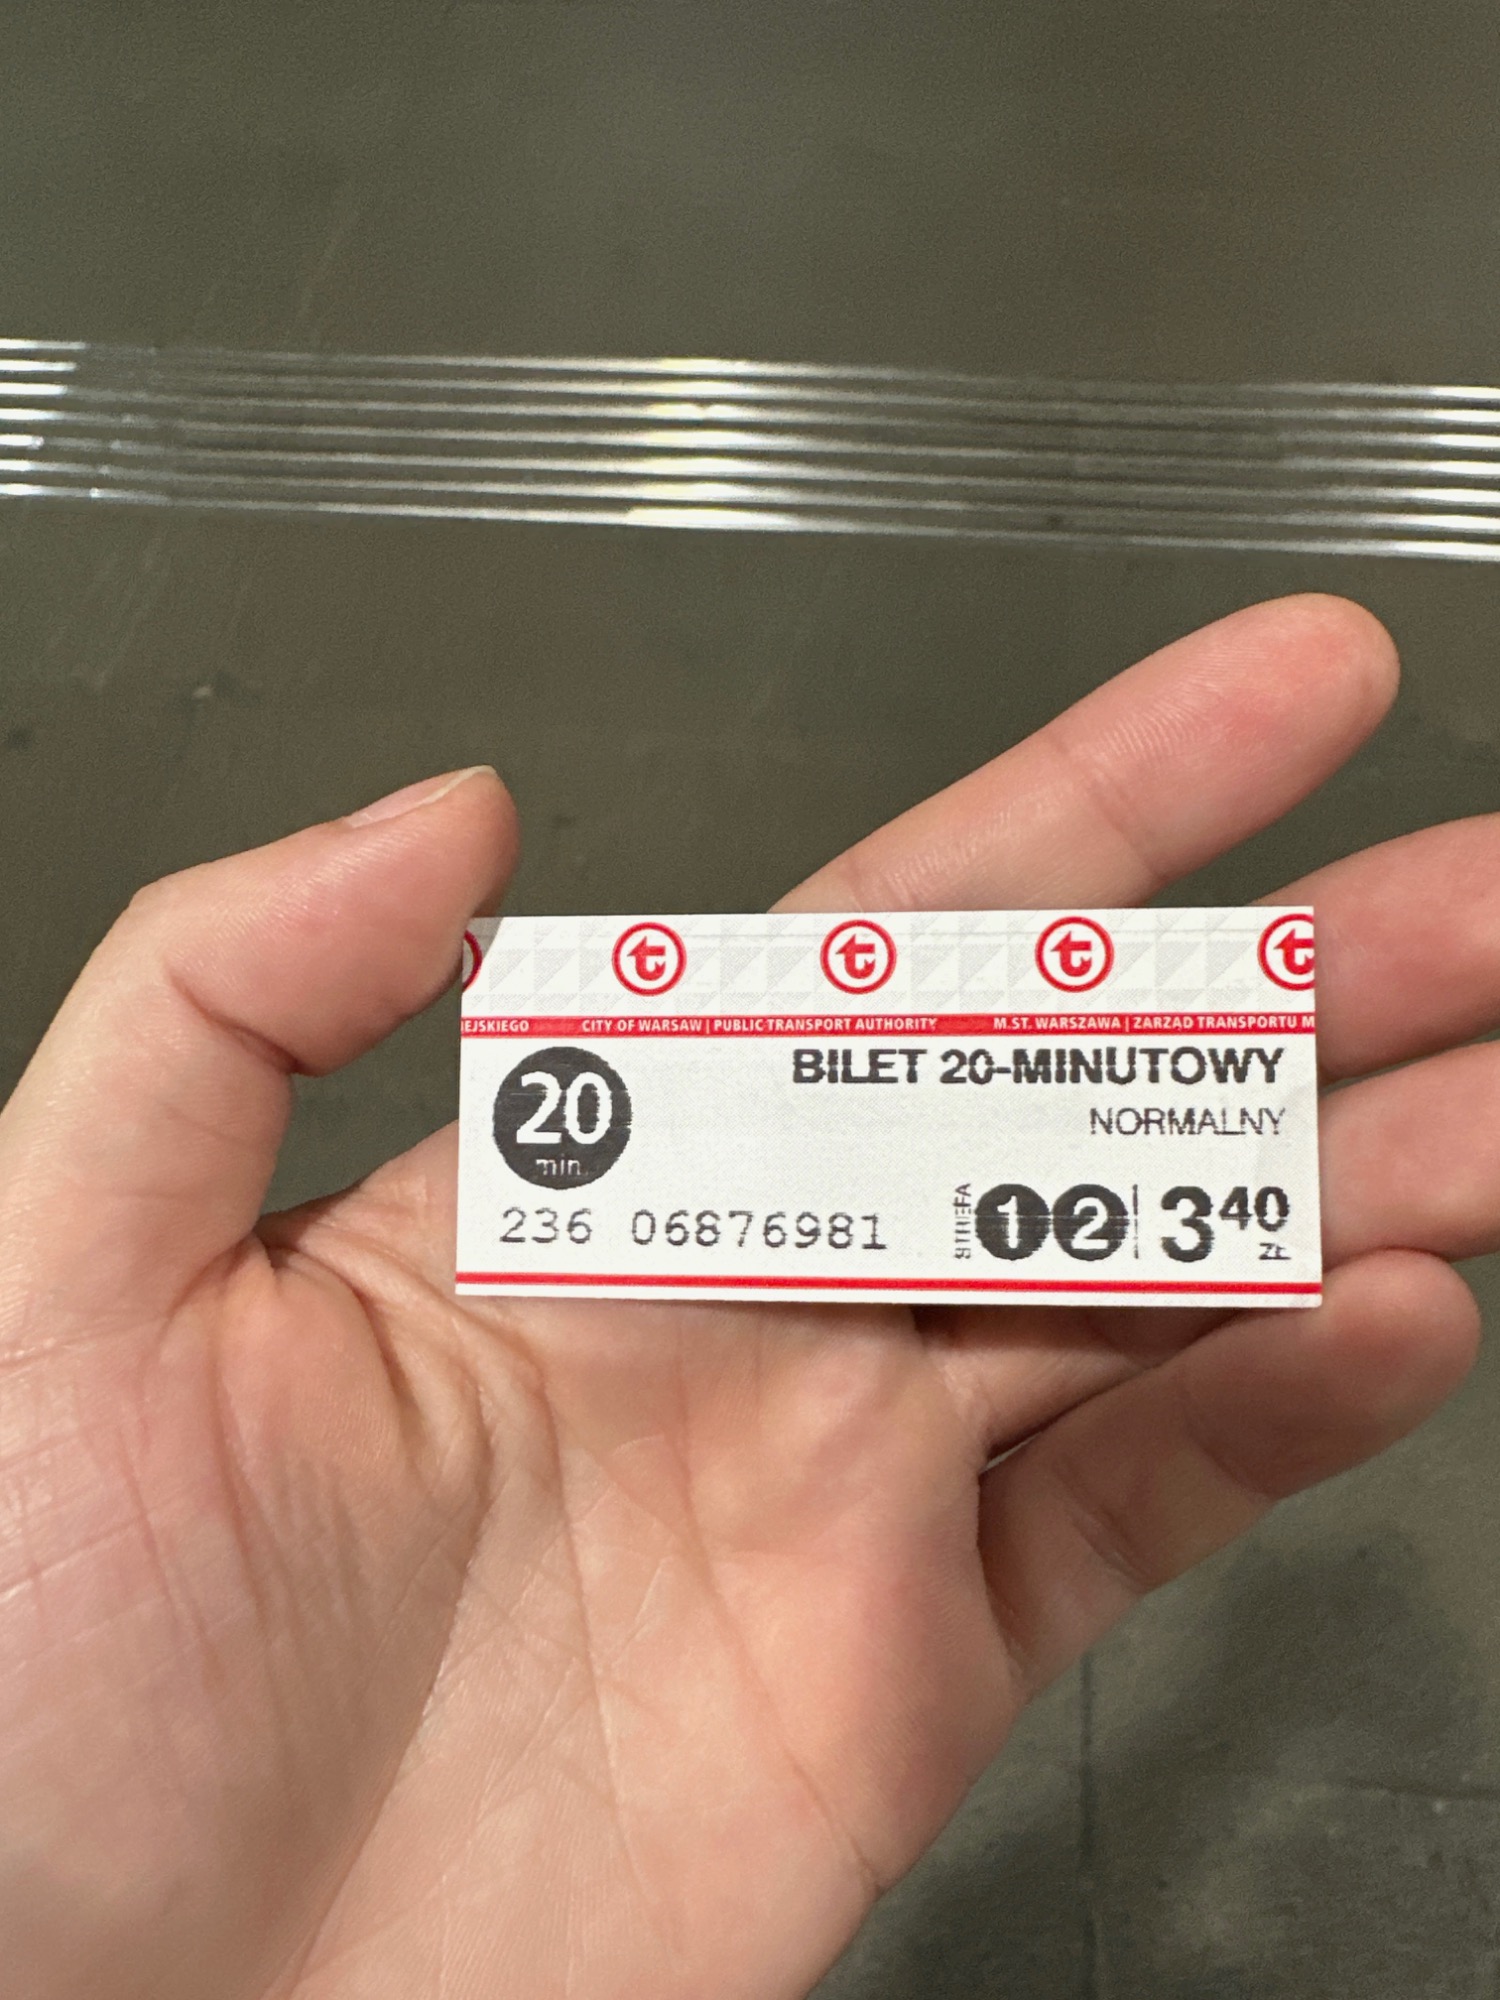 EJSKIEGO CITY OF WARSAW | PUBLIC TRANSPORT AUTHORITY M.ST. WARSZAWA | ZARZĄD TRANSPORTU M
20 min.
BILET 20-MINUTOWY
NORMALNY
236 06876981
STREFA 1 2 | 3 40 ZŁ